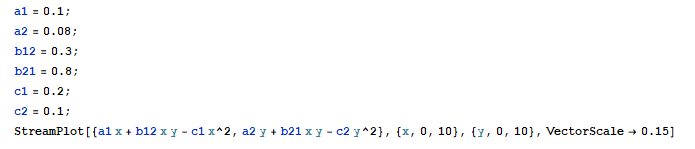 a1 = 0.1;
a2 = 0.08;
b12 = 0.3;
b21 = 0.8;
c1 = 0.2;
c2 = 0.1;
StreamPlot[{a1 x + b12 x y - c1 x^2, a2 y + b21 x y - c2 y^2}, {x, 0, 10}, {y, 0, 10}, VectorScale → 0.15]